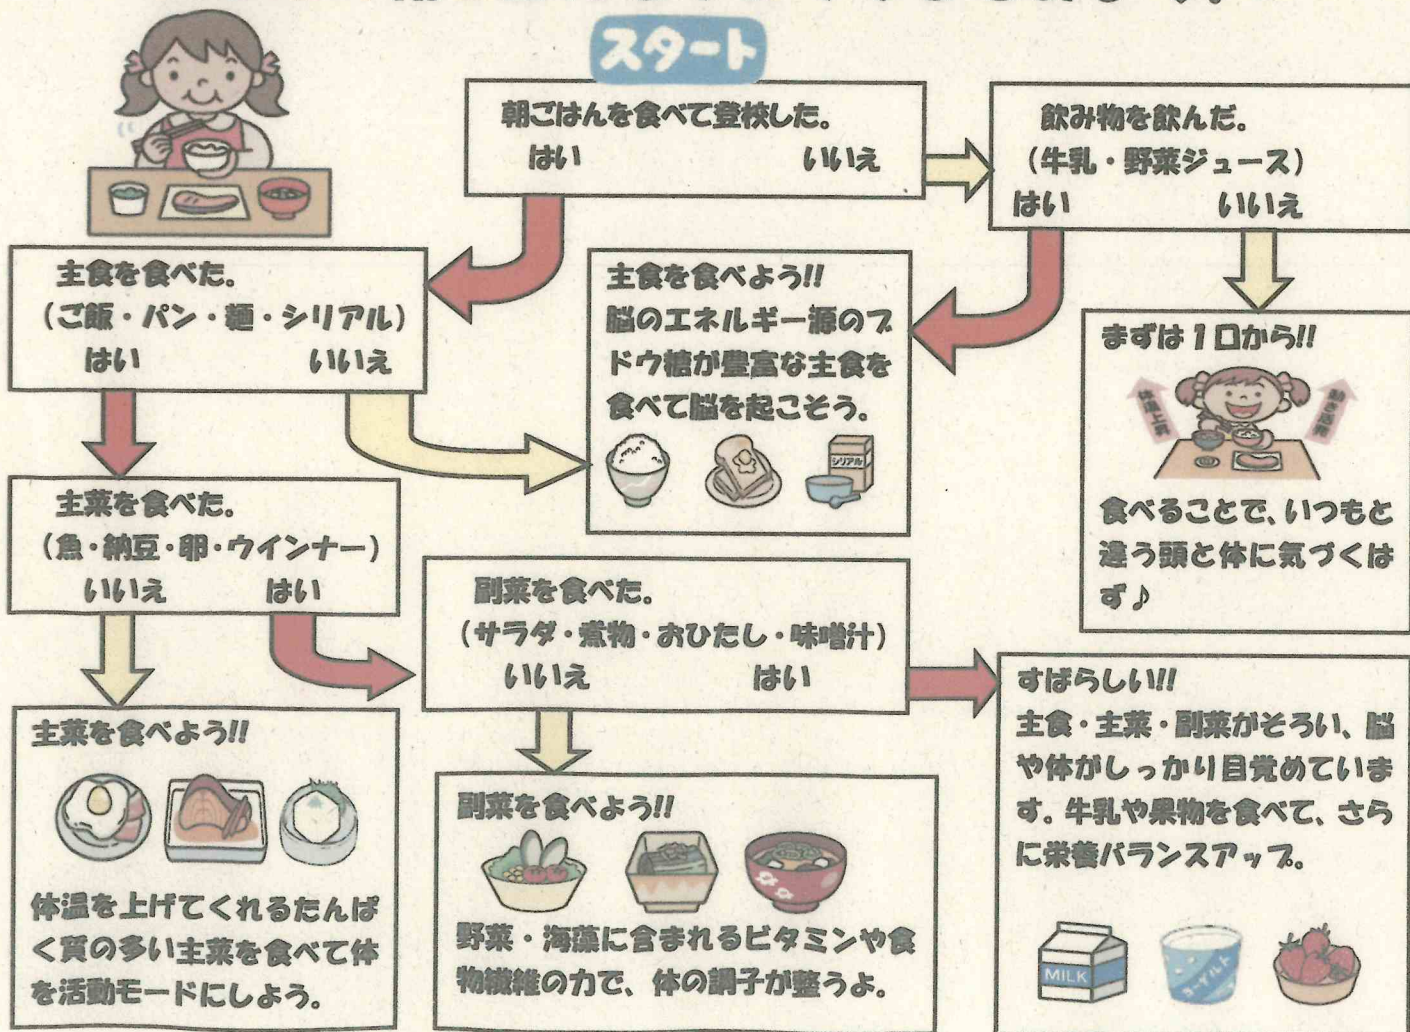 スタート
朝ごはんを食べて登校した。
はい いいえ
飲み物を飲んだ。
(牛乳・野菜ジュース)
はい いいえ
主食を食べた。
(ご飯・パン・麺・シリアル)
はい いいえ
主食を食べよう!!
脳のエネルギー源のブ
ドウ糖が豊富な主食を
食べて脳を起こそう。
シリアル
まずは1口から!!
体温上昇
動き活発
食べることで、いつもと
違う頭と体に気づくは
ず♪
主菜を食べた。
(魚・納豆・卵・ウインナー)
いいえ はい
副菜を食べた。
(サラダ・煮物・おひたし・味噌汁)
いいえ はい
主菜を食べよう!!
体温を上げてくれるたんぱ
く質の多い主菜を食べて体
を活動モードにしよう。
副菜を食べよう!!
野菜・海藻に含まれるビタミンや食
物繊維の力で、体の調子が整うよ。
すばらしい!!
主食・主菜・副菜がそろい、脳
や体がしっかり目覚めていま
す。牛乳や果物を食べて、さら
に栄養バランスアップ。
MILK
ヨーグルト